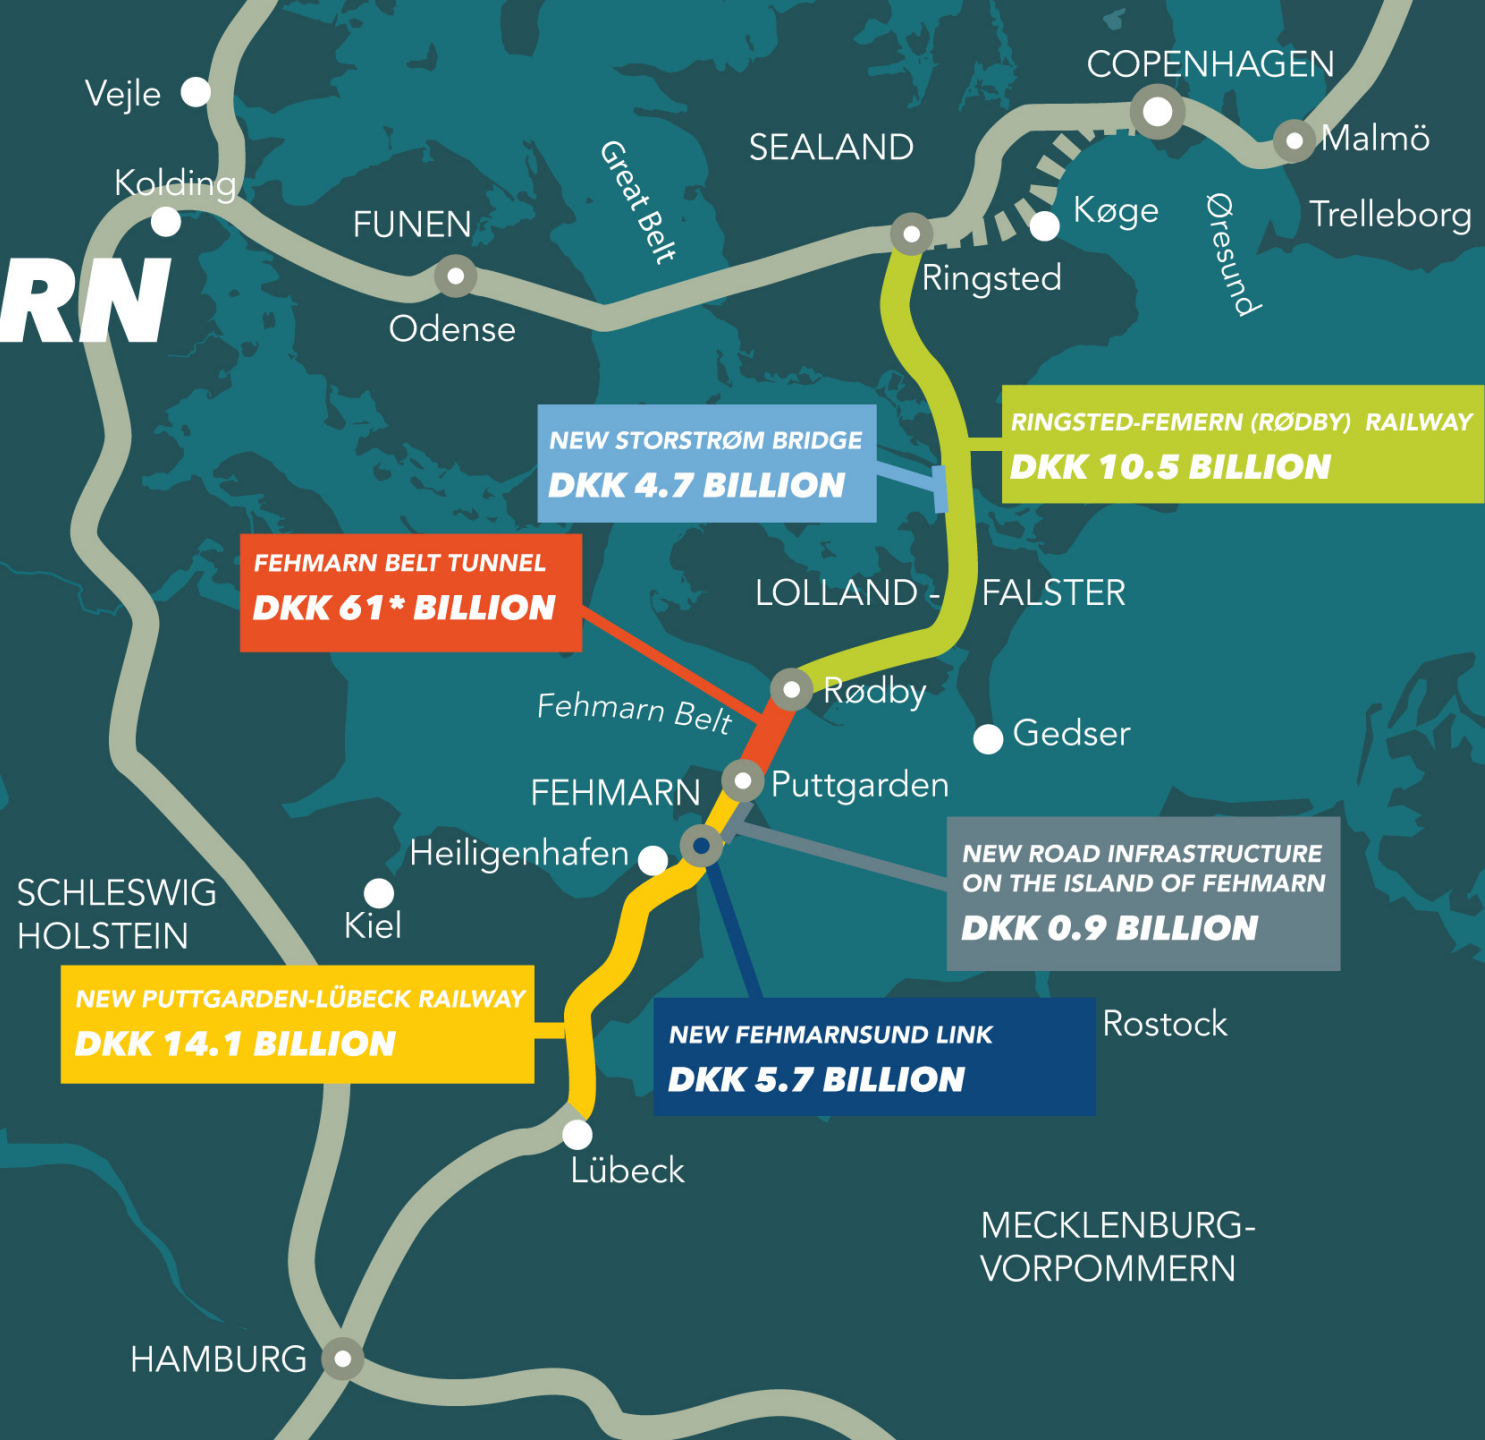 COPENHAGEN
Vejle
Malmö
SEALAND
Great Belt
Kolding
Køge
Øresund
Trelleborg
FUNEN
Ringsted
RN
Odense
NEW STORSTRØM BRIDGE
DKK 4.7 BILLION
RINGSTED-FEMERN (RØDBY) RAILWAY
DKK 10.5 BILLION
FEHMARN BELT TUNNEL
DKK 61* BILLION
LOLLAND - FALSTER
Fehmarn Belt
Rødby
Gedser
FEHMARN
Puttgarden
Heiligenhafen
NEW ROAD INFRASTRUCTURE
ON THE ISLAND OF FEHMARN
DKK 0.9 BILLION
SCHLESWIG
HOLSTEIN
Kiel
NEW PUTTGARDEN-LÜBECK RAILWAY
DKK 14.1 BILLION
NEW FEHMARNSUND LINK
DKK 5.7 BILLION
Rostock
Lübeck
MECKLENBURG-
VORPOMMERN
HAMBURG